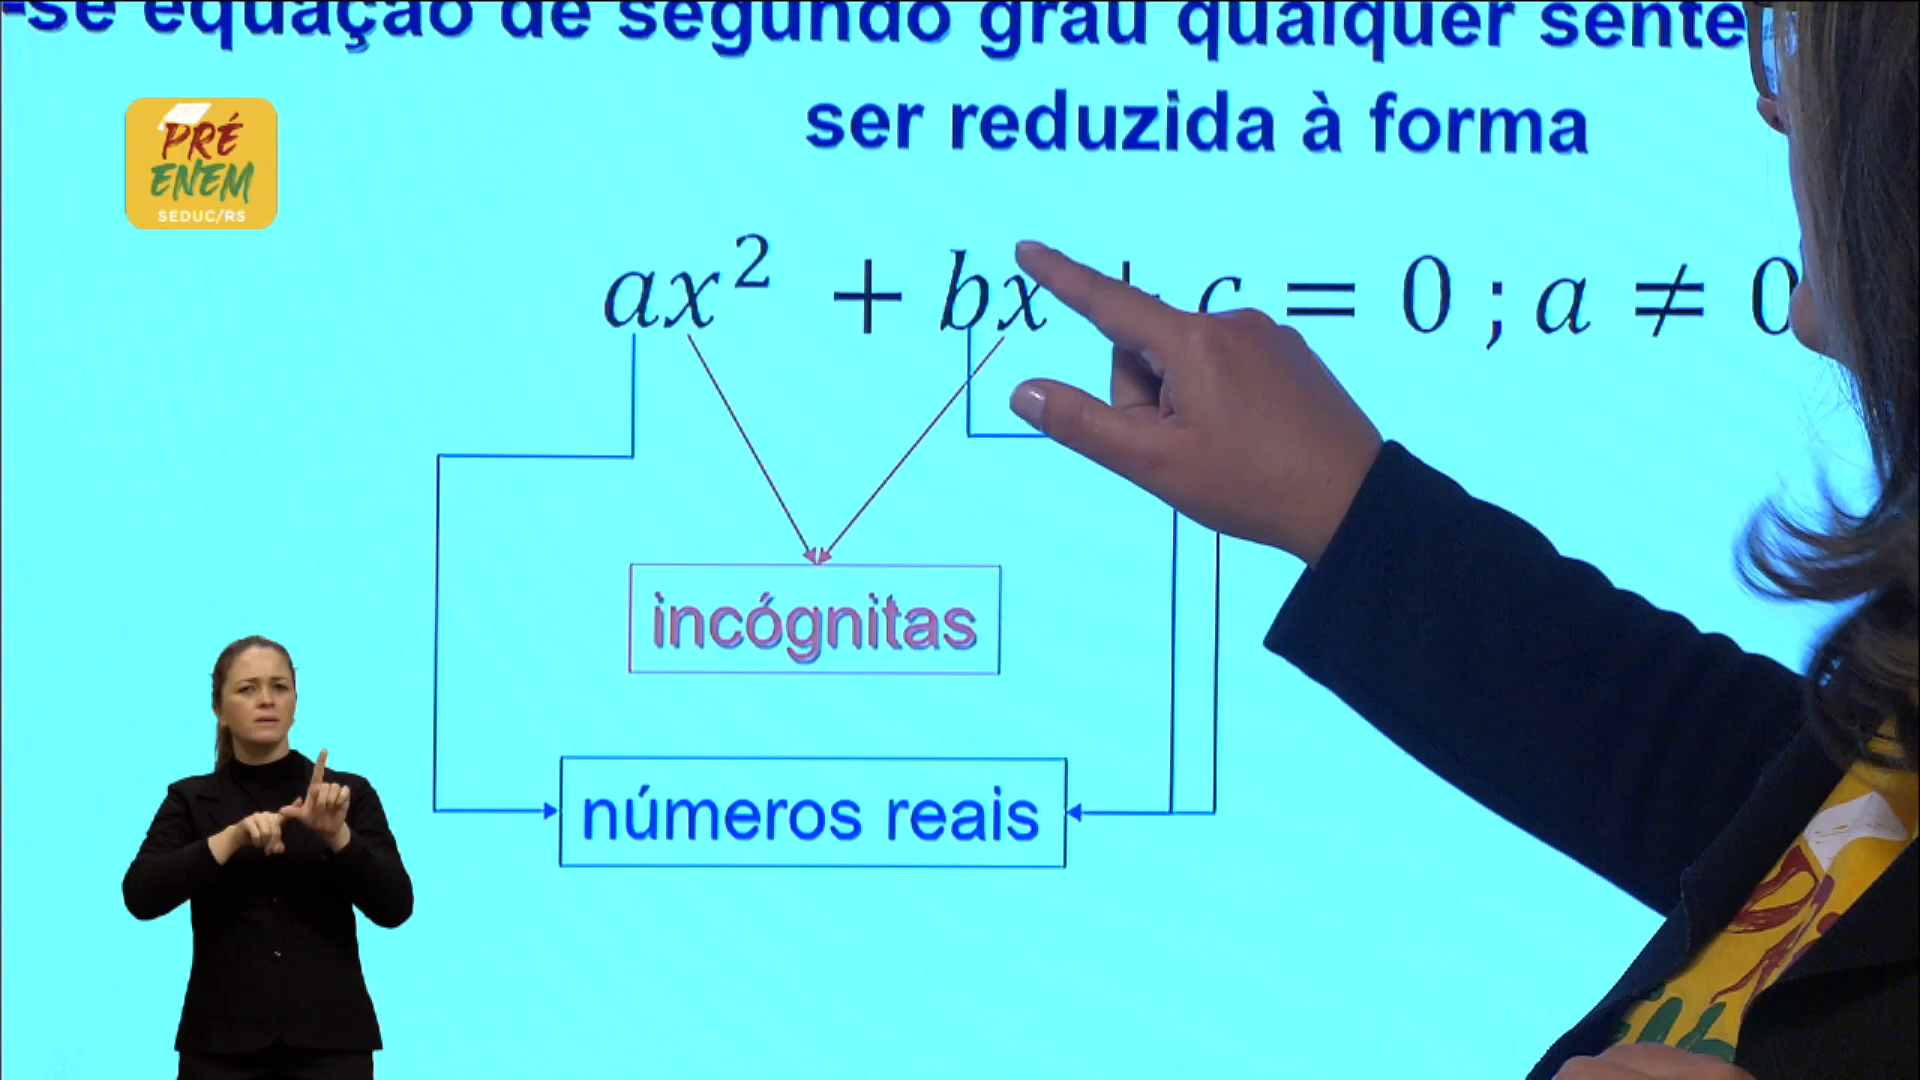 -se equação de segundo grau qualquer sente
ser reduzida à forma
PRÉ
ENEM
SEDUC/RS
ax² + bx + c = 0 ; a ≠ 0
incógnitas
números reais